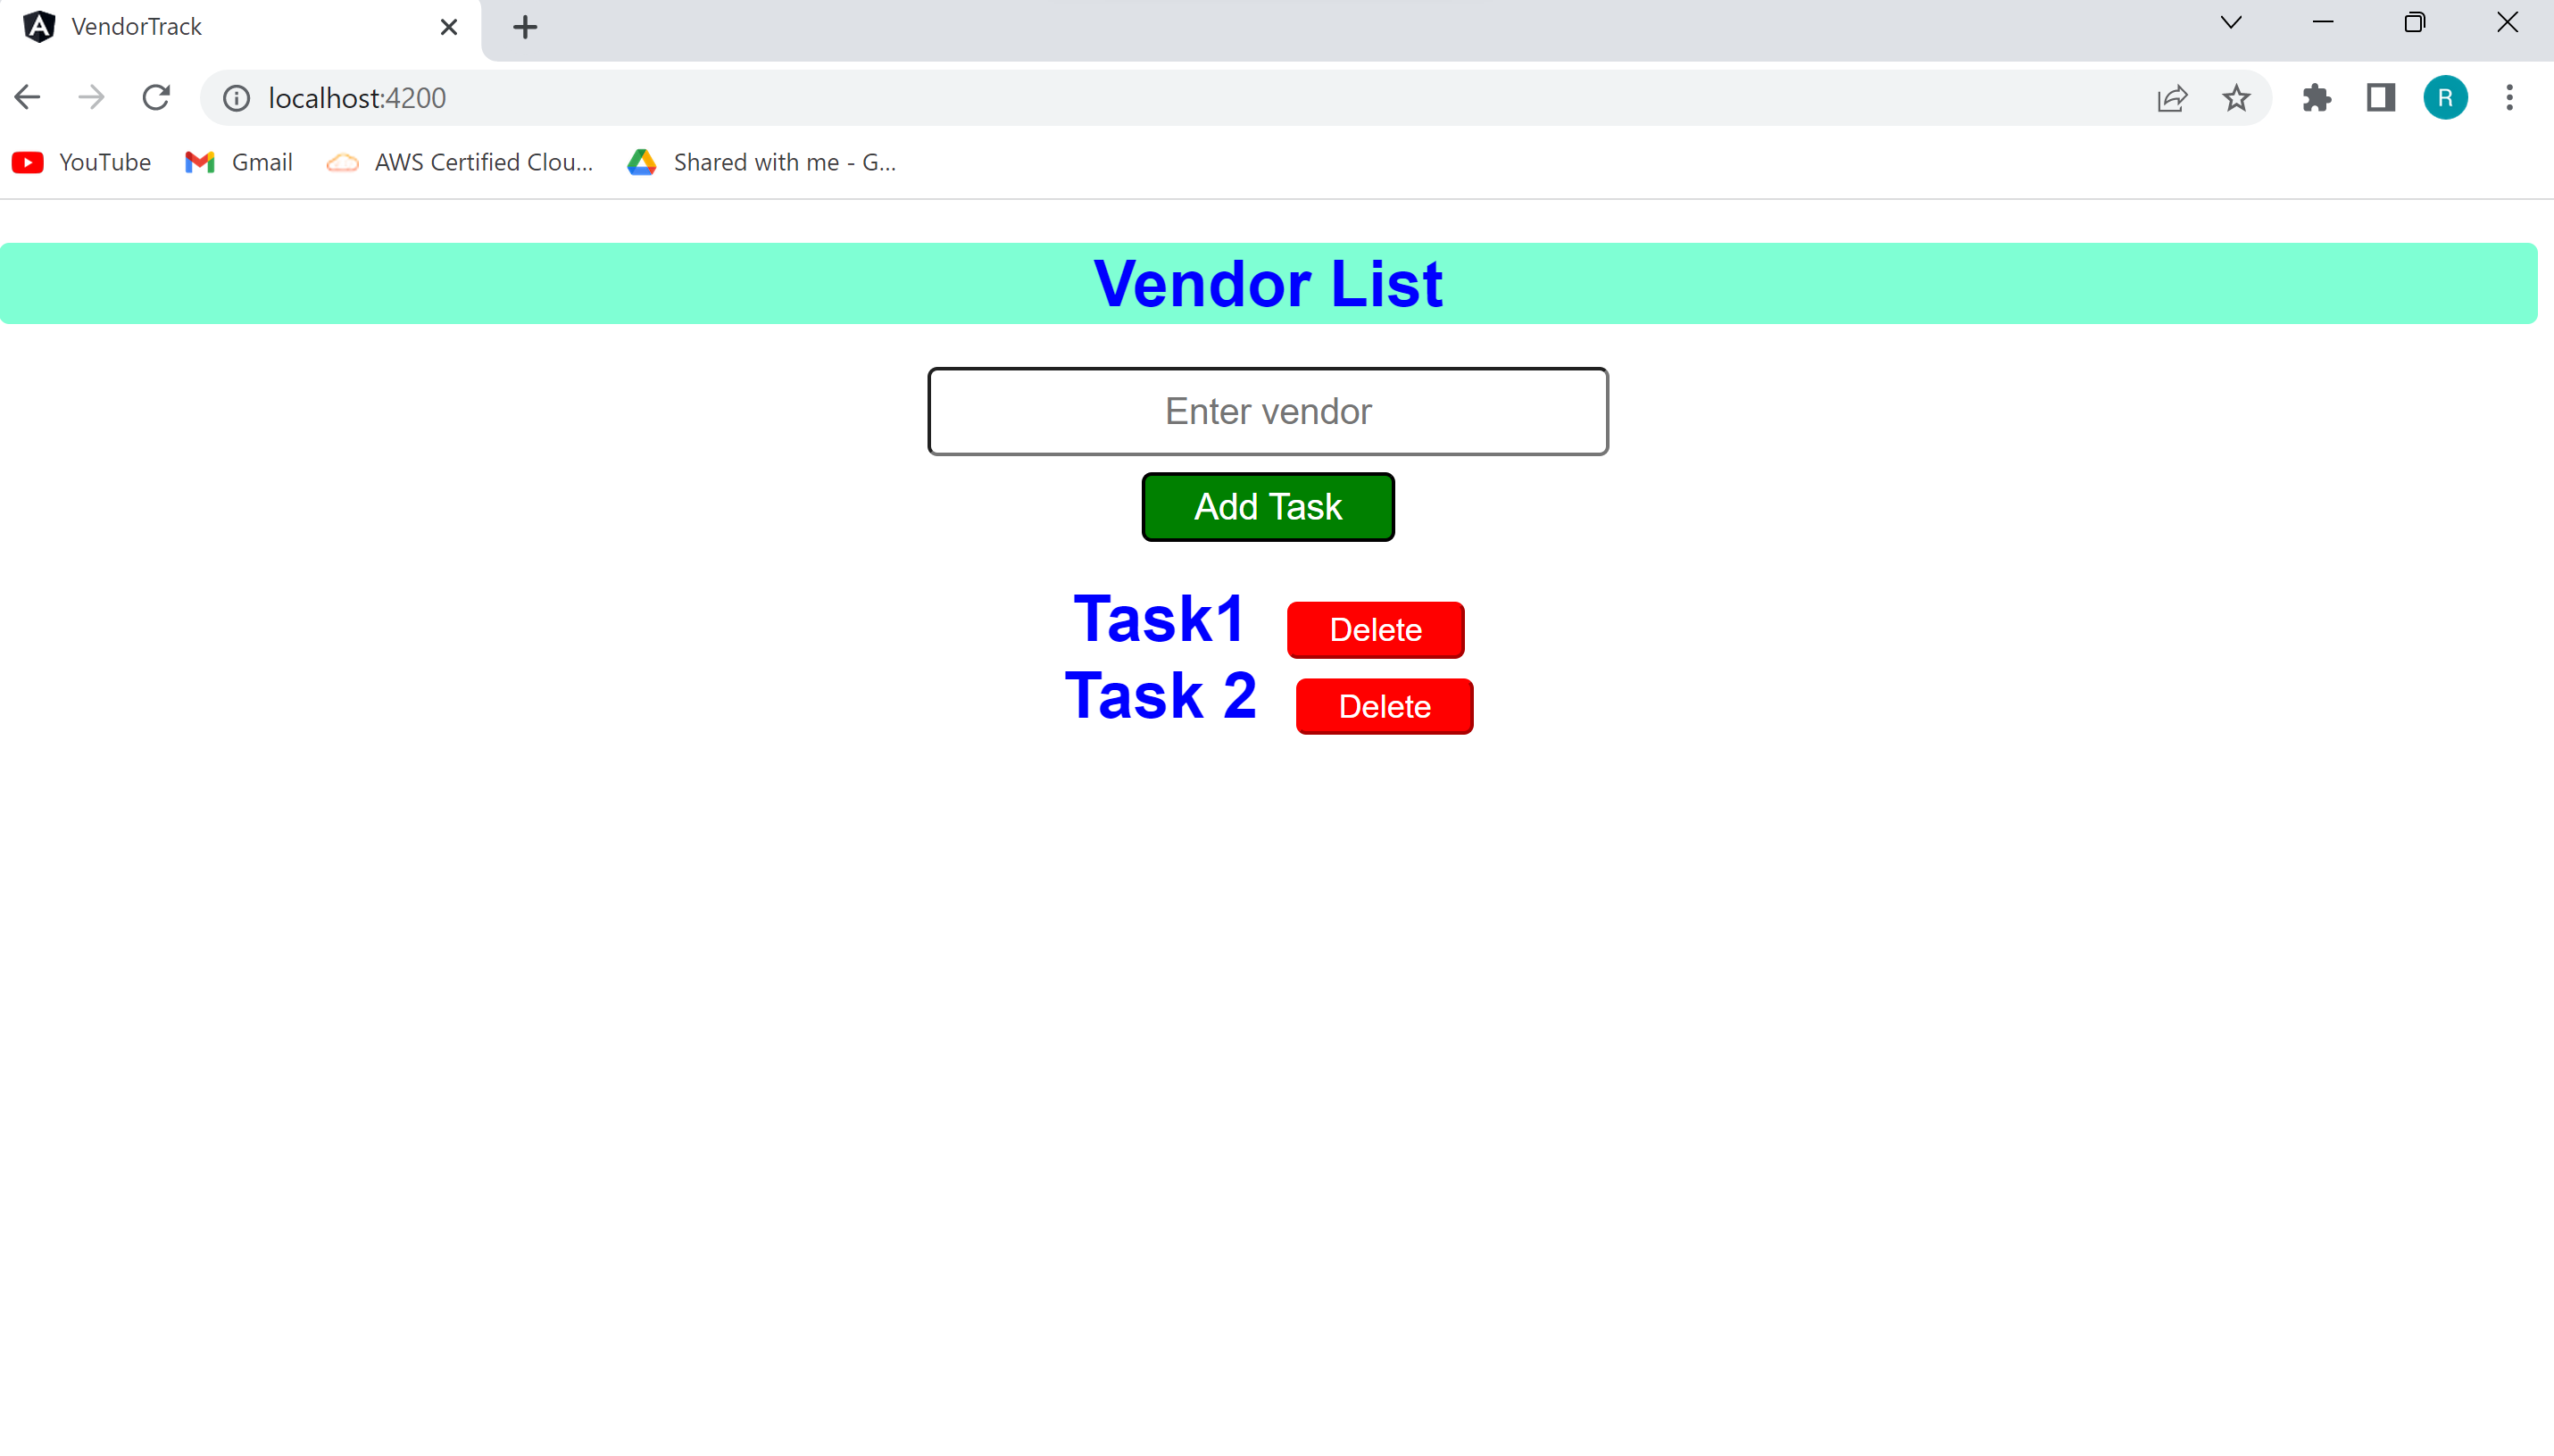 VendorTrack
localhost:4200
R
YouTube Gmail AWS Certified Clou... Shared with me - G...
Vendor List
Enter vendor
Add Task
Task1 Delete
Task 2 Delete